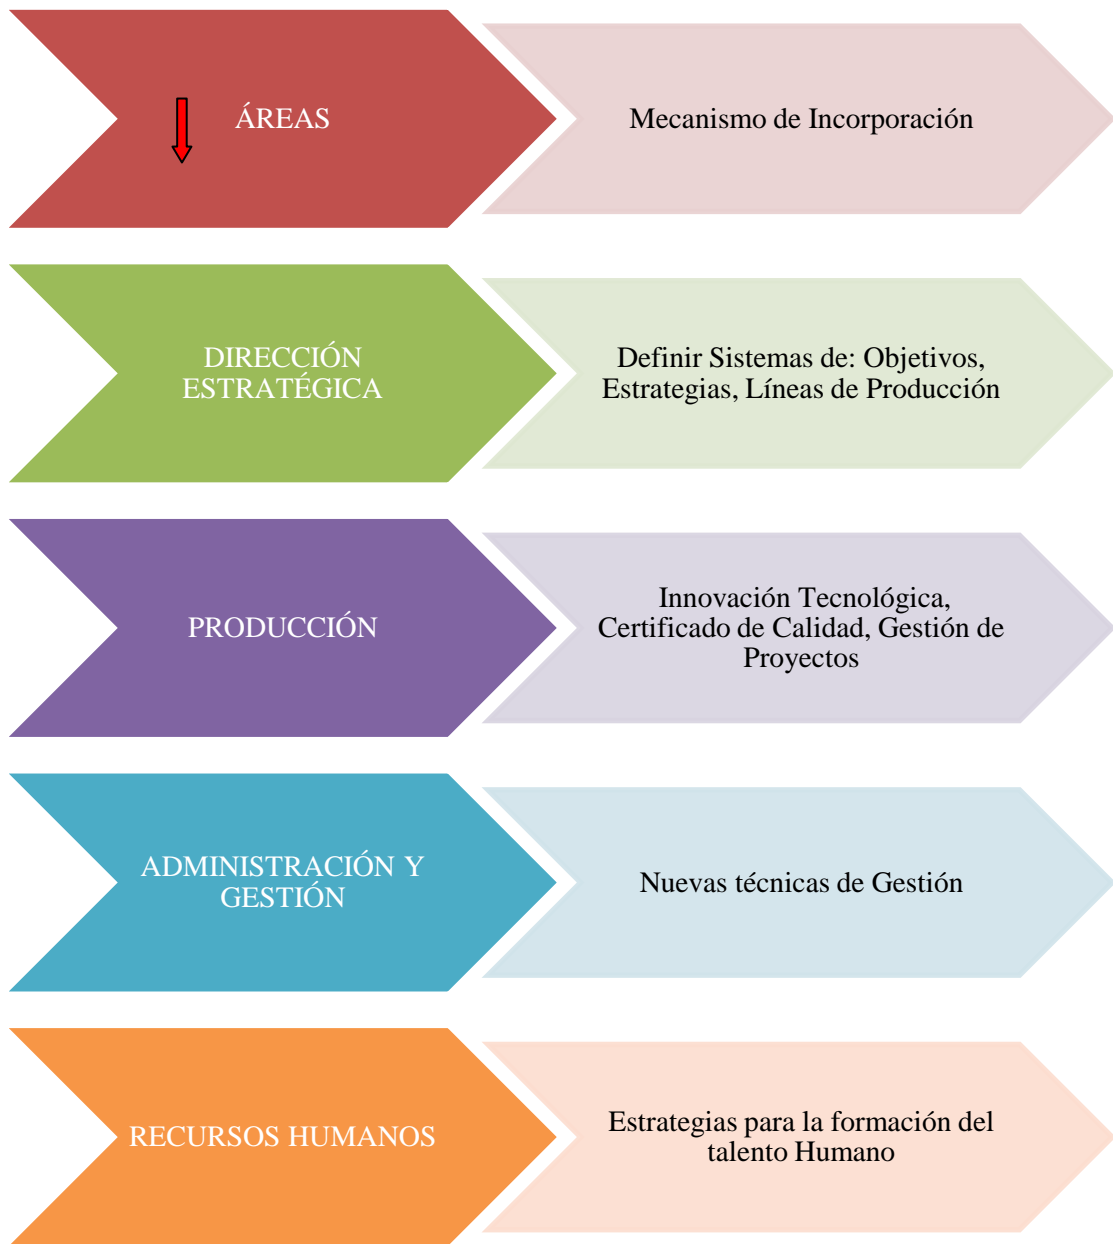 ÁREAS
Mecanismo de Incorporación
DIRECCIÓN
ESTRATÉGICA
Definir Sistemas de: Objetivos,
Estrategias, Líneas de Producción
PRODUCCIÓN
Innovación Tecnológica,
Certificado de Calidad, Gestión de
Proyectos
ADMINISTRACIÓN Y
GESTIÓN
Nuevas técnicas de Gestión
RECURSOS HUMANOS
Estrategias para la formación del
talento Humano